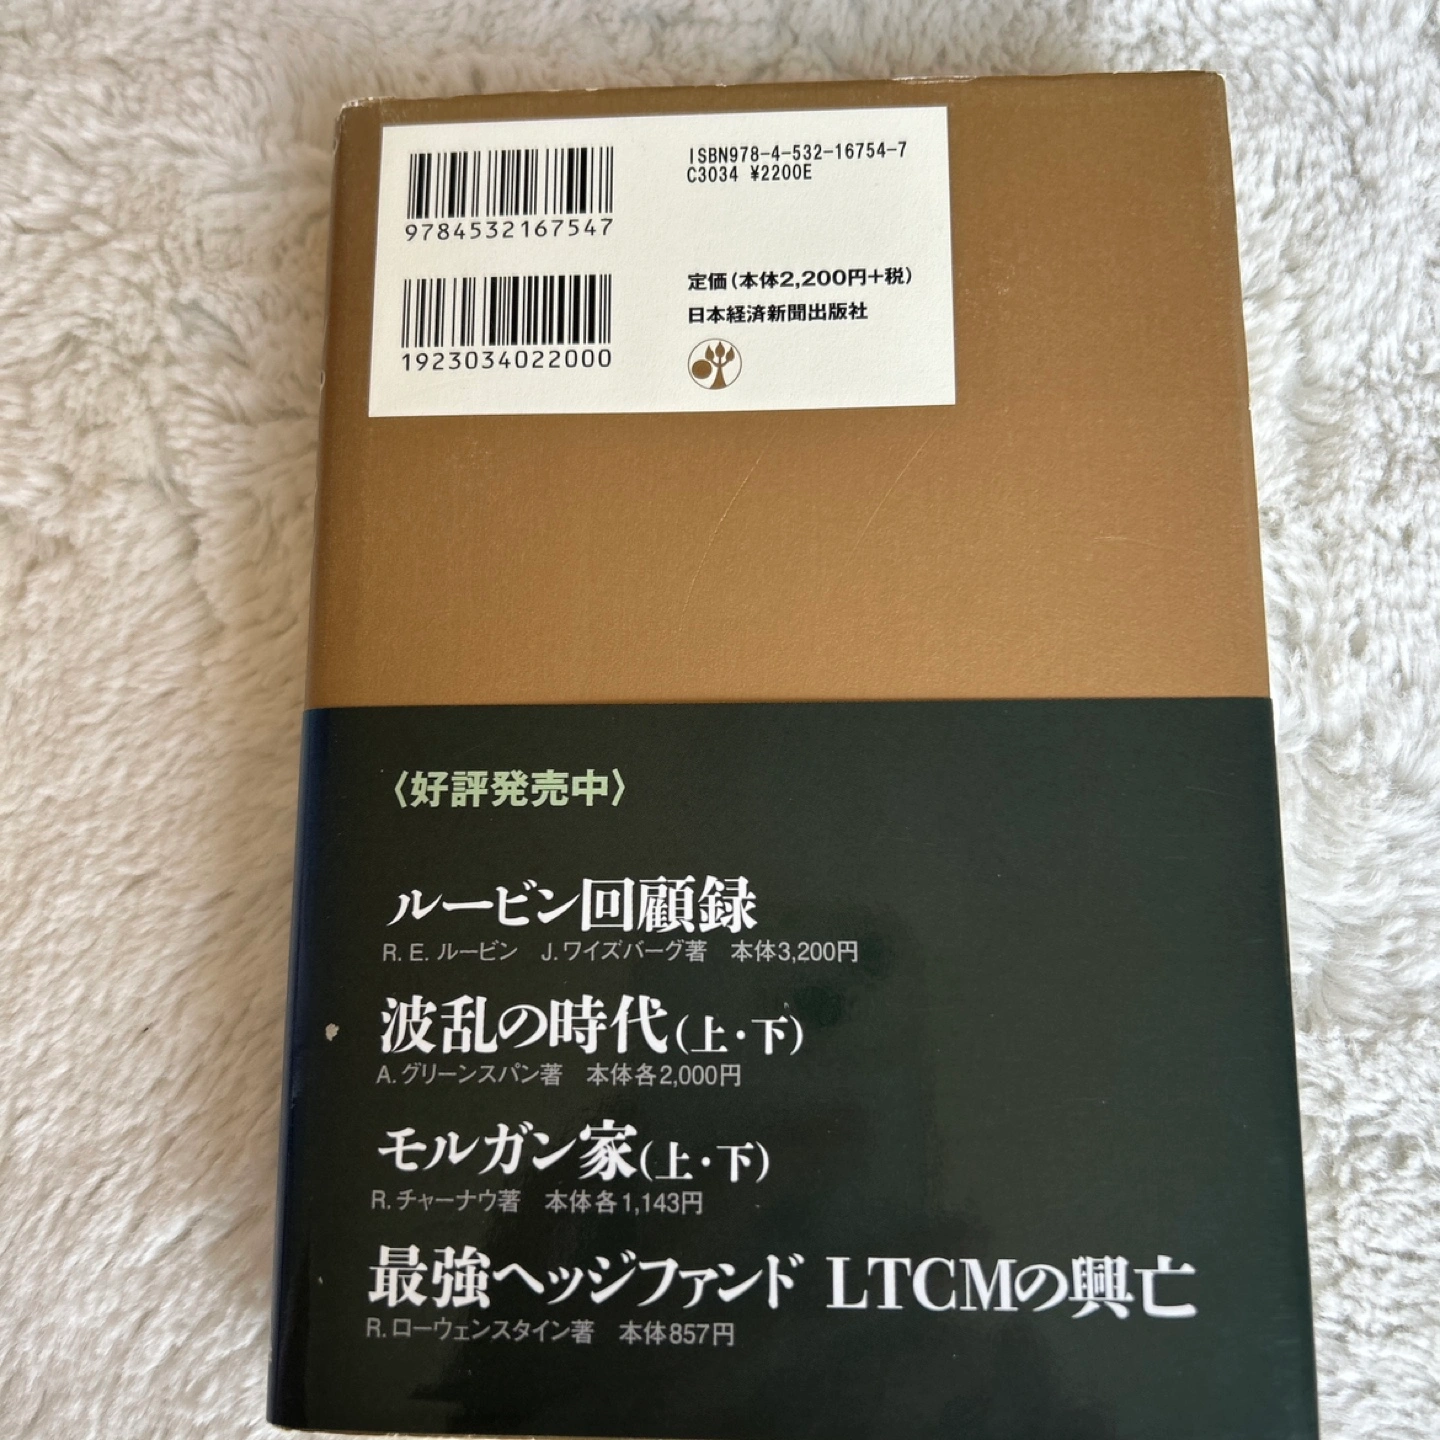 ISBN978-4-532-16754-7
C3034 ¥2200E
9784532167547
1923034022000
定価(本体2,200円+税)
日本経済新聞出版社
〈好評発売中〉
ルービン回顧録
R. E. ルービン　J. ワイズバーグ著　本体3,200円
波乱の時代(上・下)
A. グリーンスパン著　本体各2,000円
モルガン家(上・下)
R. チャーナウ著　本体各1,143円
最強ヘッジファンド LTCMの興亡
R. ローウェンスタイン著　本体857円